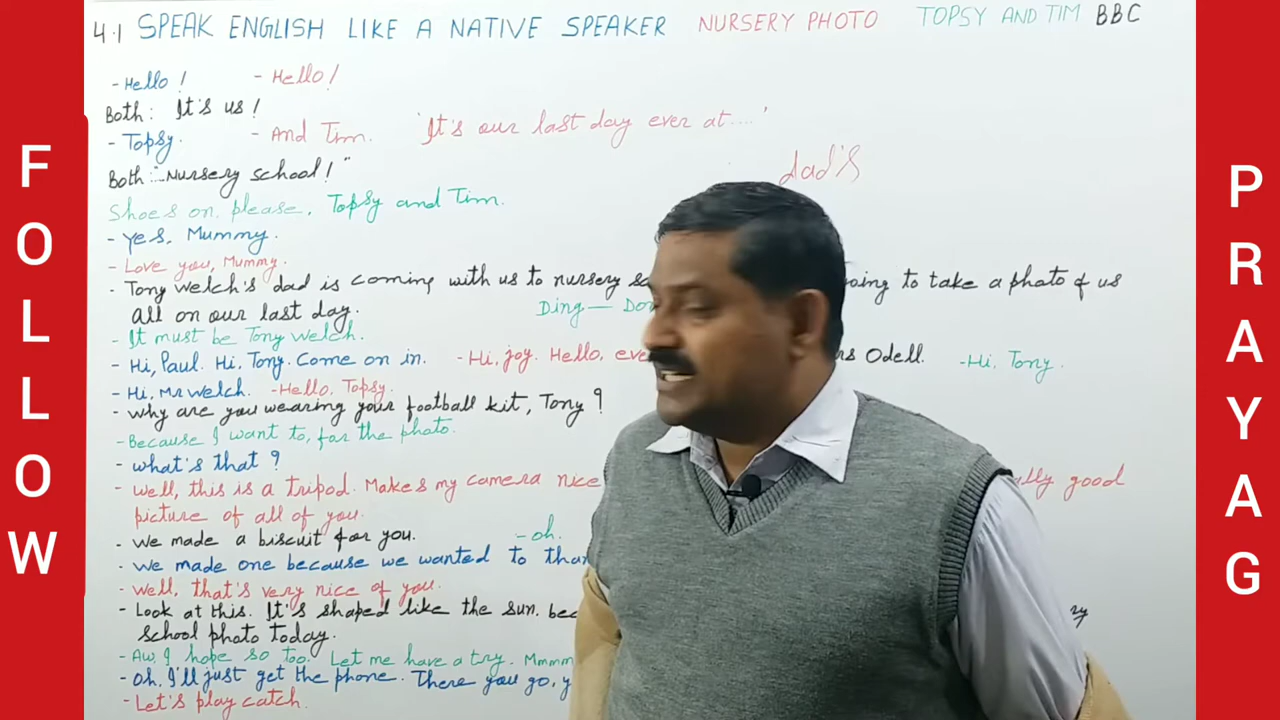 4.1 SPEAK ENGLISH LIKE A NATIVE SPEAKER NURSERY PHOTO TOPSY AND TIM BBC
- Hello! - Hello!
Both: It's us!
- Topsy. - And Tim. 'It's our last day ever at....'
Both:"...Nursery school!"
dad's
Shoes on please, Topsy and Tim.
- Yes, Mummy.
- Love you, Mummy.
- Tony Welch's dad is coming with us to nursery going to take a photo of us
all on our last day. Ding —
- It must be Tony Welch.
- Hi, Paul. Hi, Tony. Come on in. - Hi, joy. Hello, Odell. - Hi, Tony.
- Hi, Mr Welch. - Hello, Topsy.
- Why are you wearing your football kit, Tony?
- Because I want to, for the photo.
- What's that?
- Well, this is a tripod. Makes my camera nice good
picture of all of you.
- We made a biscuit for you. - oh.
- We made one because we wanted to
- Well, that's very nice of you.
- Look at this. It's shaped like the sun.
school photo today.
- Aw, I hope so too. Let me have a try.
- Oh, I'll just get the phone. There you go,
- Let's play catch.
FOLLOW
PRAYAG